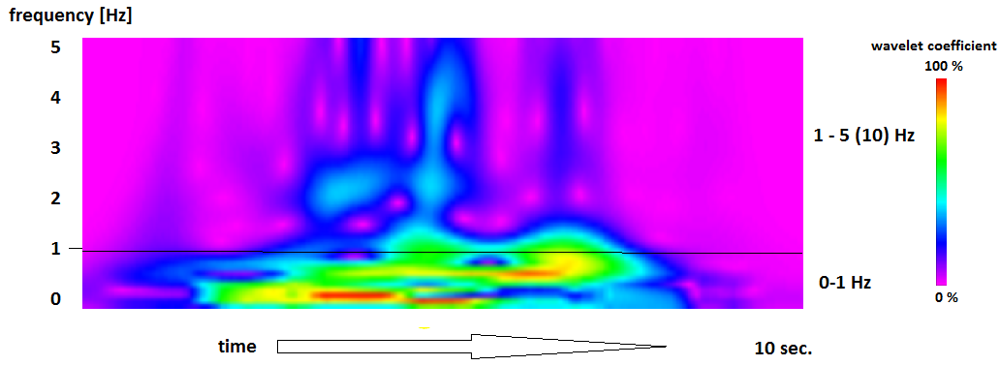 frequency [Hz]
5
4
3
2
1
0
wavelet coefficient
100 %
1 - 5 (10) Hz
0-1 Hz
0 %
time
10 sec.